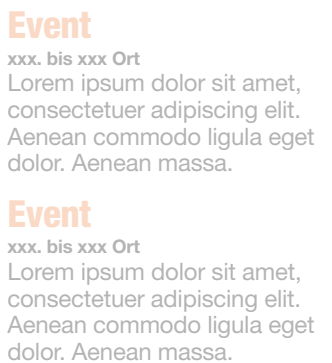 Event
xxx. bis xxx Ort
Lorem ipsum dolor sit amet,
consectetuer adipiscing elit.
Aenean commodo ligula eget
dolor. Aenean massa.
Event
xxx. bis xxx Ort
Lorem ipsum dolor sit amet,
consectetuer adipiscing elit.
Aenean commodo ligula eget
dolor. Aenean massa.